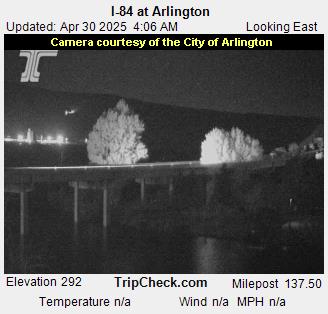 I-84 at Arlington
Updated: Apr 30 2025 4:06 AM Looking East
Camera courtesy of the City of Arlington
Elevation 292 TripCheck.com Milepost 137.50
Temperature n/a Wind n/a MPH n/a